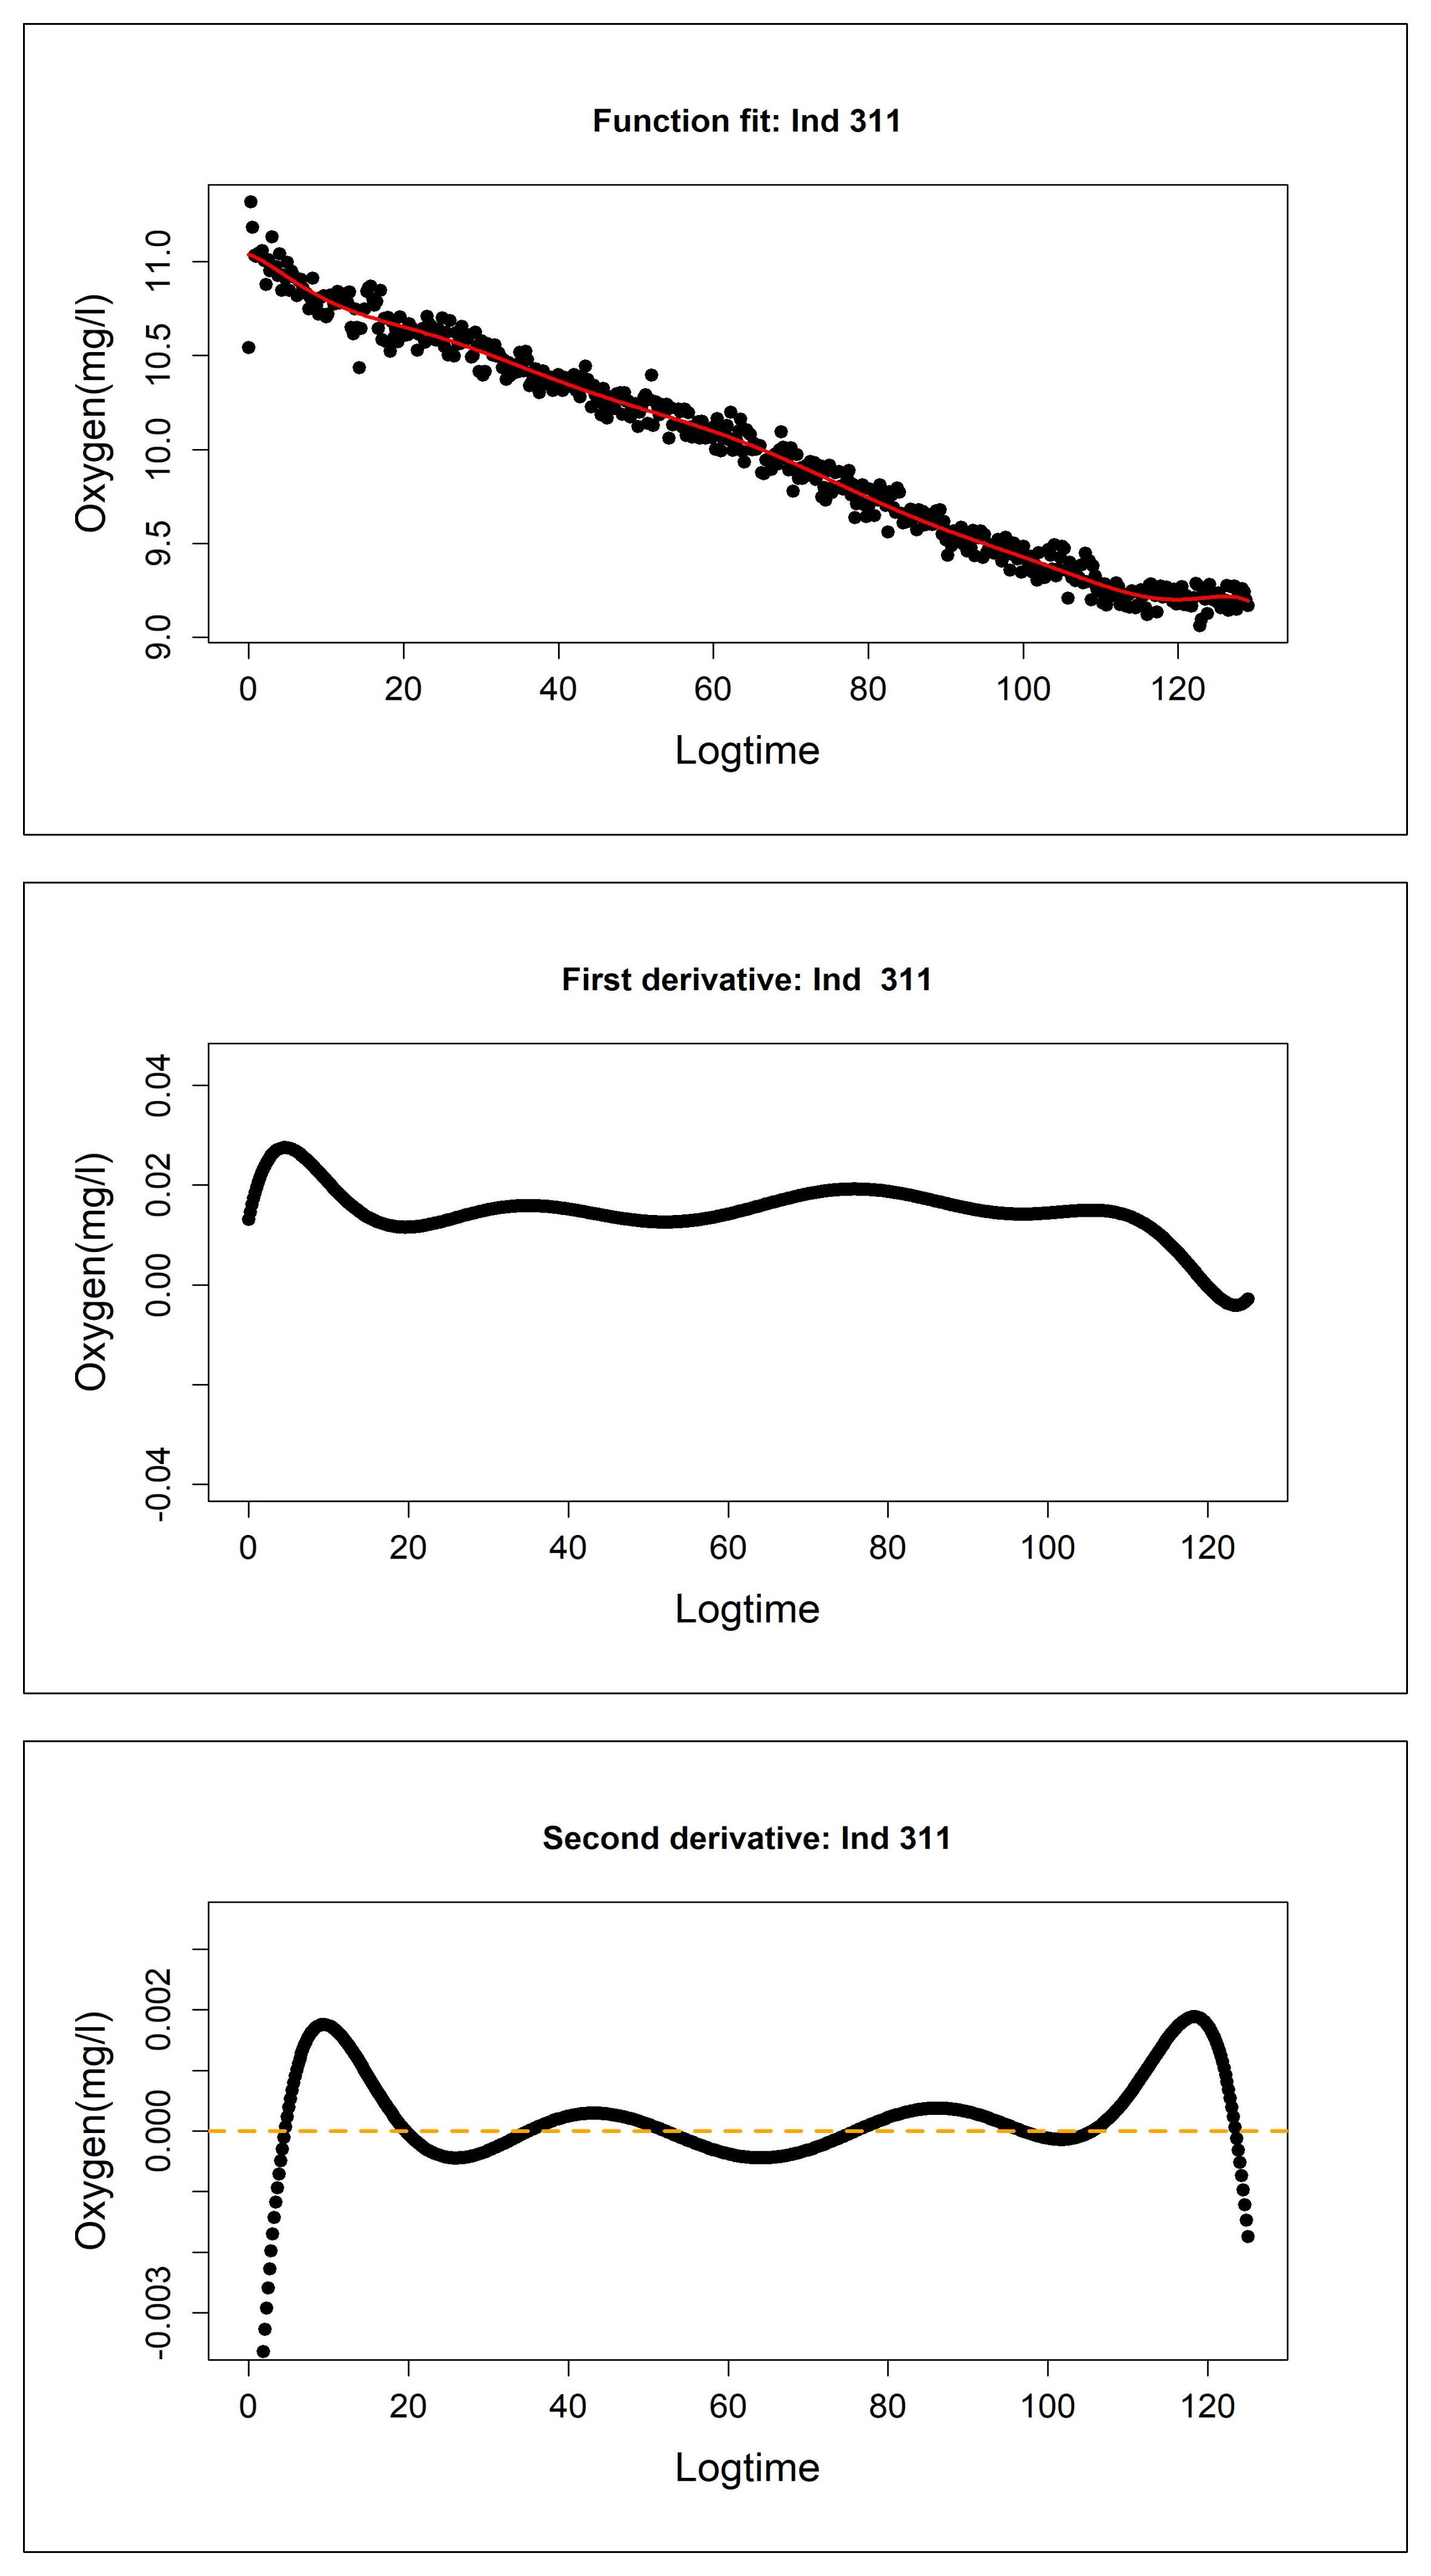 Function fit: Ind 311
Oxygen(mg/l)
11.0
10.5
10.0
9.5
9.0
0 20 40 60 80 100 120
Logtime
First derivative: Ind  311
Oxygen(mg/l)
0.04
0.02
0.00
-0.04
0 20 40 60 80 100 120
Logtime
Second derivative: Ind 311
Oxygen(mg/l)
0.002
0.000
-0.003
0 20 40 60 80 100 120
Logtime